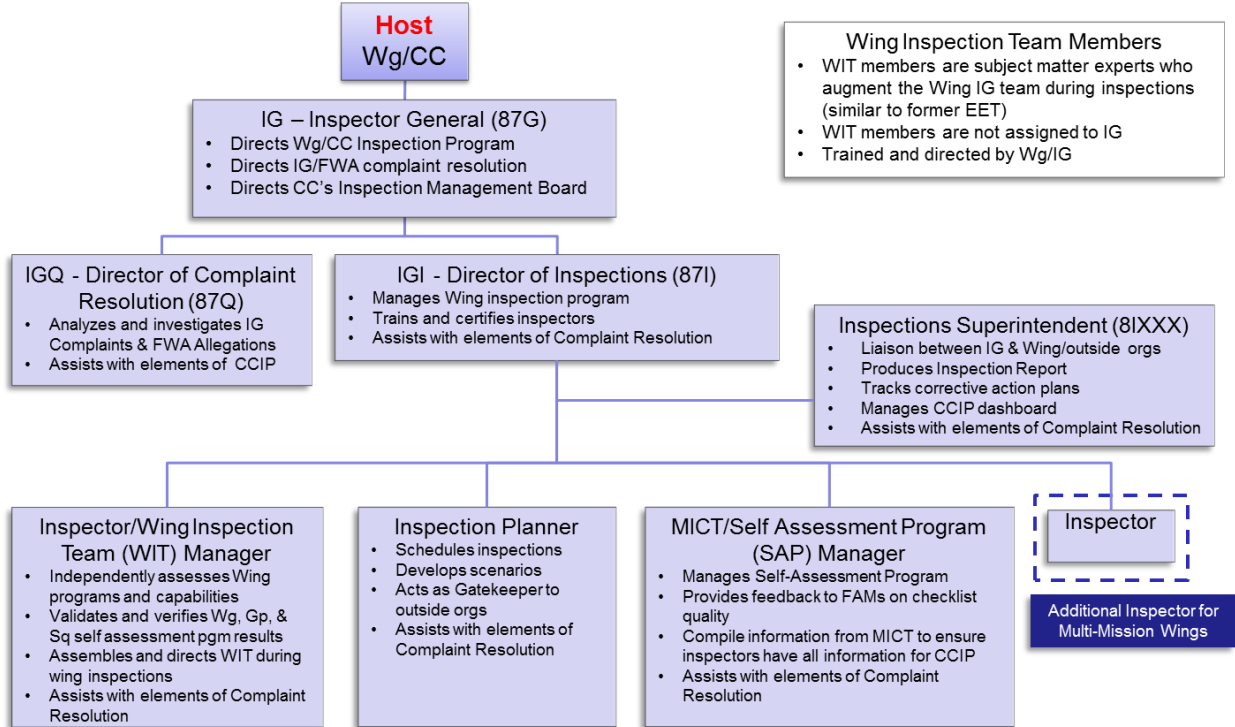 Host
Wg/CC
Wing Inspection Team Members
• WIT members are subject matter experts who
augment the Wing IG team during inspections
(similar to former EET)
• WIT members are not assigned to IG
• Trained and directed by Wg/IG
IG – Inspector General (87G)
• Directs Wg/CC Inspection Program
• Directs IG/FWA complaint resolution
• Directs CC's Inspection Management Board
IGQ - Director of Complaint
Resolution (87Q)
• Analyzes and investigates IG
Complaints & FWA Allegations
• Assists with elements of CCIP
IGI - Director of Inspections (87I)
• Manages Wing inspection program
• Trains and certifies inspectors
• Assists with elements of Complaint Resolution
Inspections Superintendent (8IXXX)
• Liaison between IG & Wing/outside orgs
• Produces Inspection Report
• Tracks corrective action plans
• Manages CCIP dashboard
• Assists with elements of Complaint Resolution
Inspector/Wing Inspection
Team (WIT) Manager
• Independently assesses Wing
programs and capabilities
• Validates and verifies Wg, Gp, &
Sq self assessment pgm results
• Assembles and directs WIT during
wing inspections
• Assists with elements of Complaint
Resolution
Inspection Planner
• Schedules inspections
• Develops scenarios
• Acts as Gatekeeper to
outside orgs
• Assists with elements of
Complaint Resolution
MICT/Self Assessment Program
(SAP) Manager
• Manages Self-Assessment Program
• Provides feedback to FAMs on checklist
quality
• Compile information from MICT to ensure
inspectors have all information for CCIP
• Assists with elements of Complaint
Resolution
Inspector
Additional Inspector for
Multi-Mission Wings